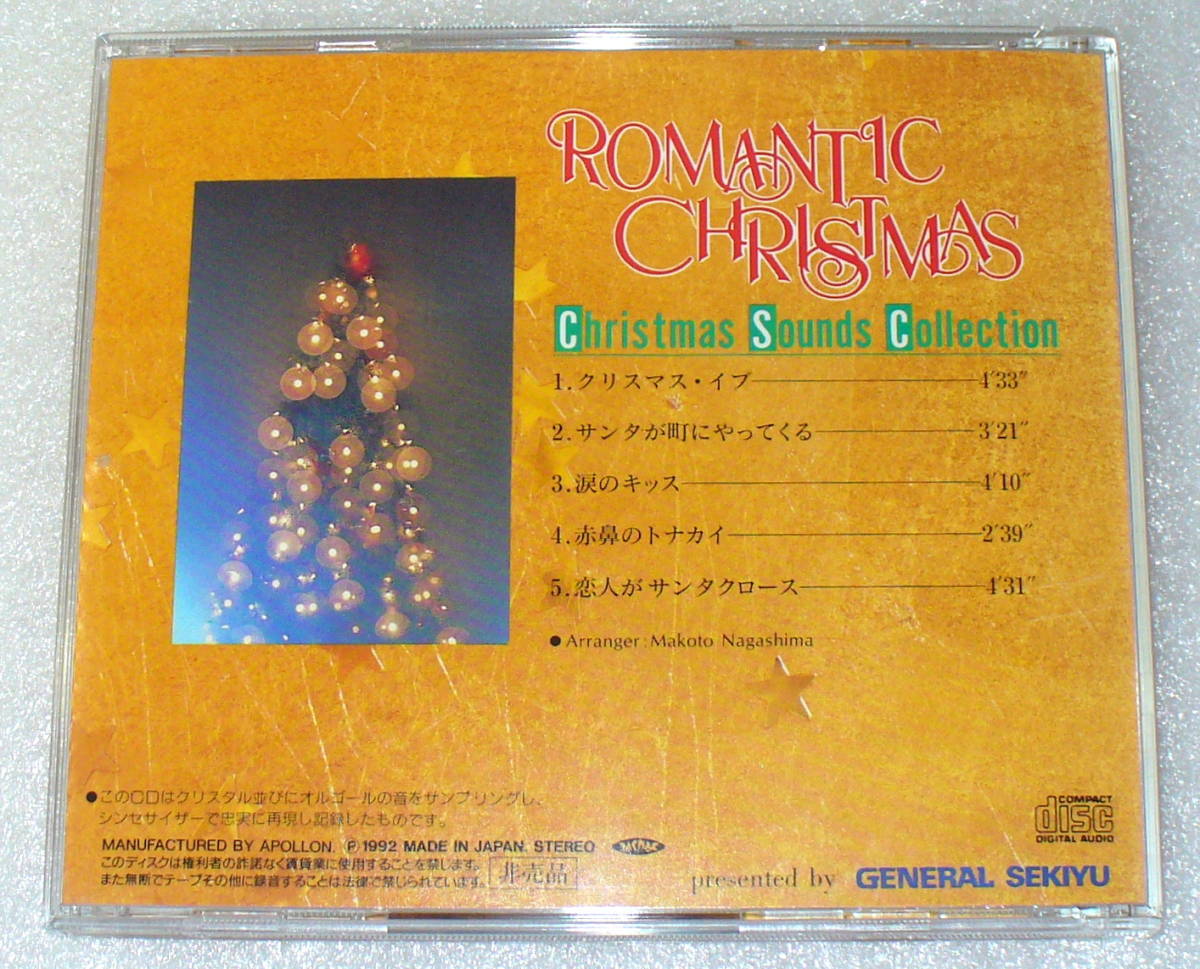 ROMANTIC
CHRISTMAS
Christmas Sounds Collection
1.クリスマス・イブ 4'33"
2.サンタが町にやってくる 3'21"
3.涙のキッス 4'10"
4.赤鼻のトナカイ 2'39"
5.恋人がサンタクロース 4'31"
●Arranger:Makoto Nagashima
●このCDはクリスタル並びにオルゴールの音をサンプリングし、
シンセサイザーで忠実に再現し記録したものです。
MANUFACTURED BY APOLLON. Ⓟ1992 MADE IN JAPAN. STEREO
このディスクは権利者の許諾なく賃貸業に使用することを禁じます。
また無断でテープその他に録音することは法律で禁じられています。
非売品
presented by GENERAL SEKIYU
COMPACT
disc
DIGITAL AUDIO